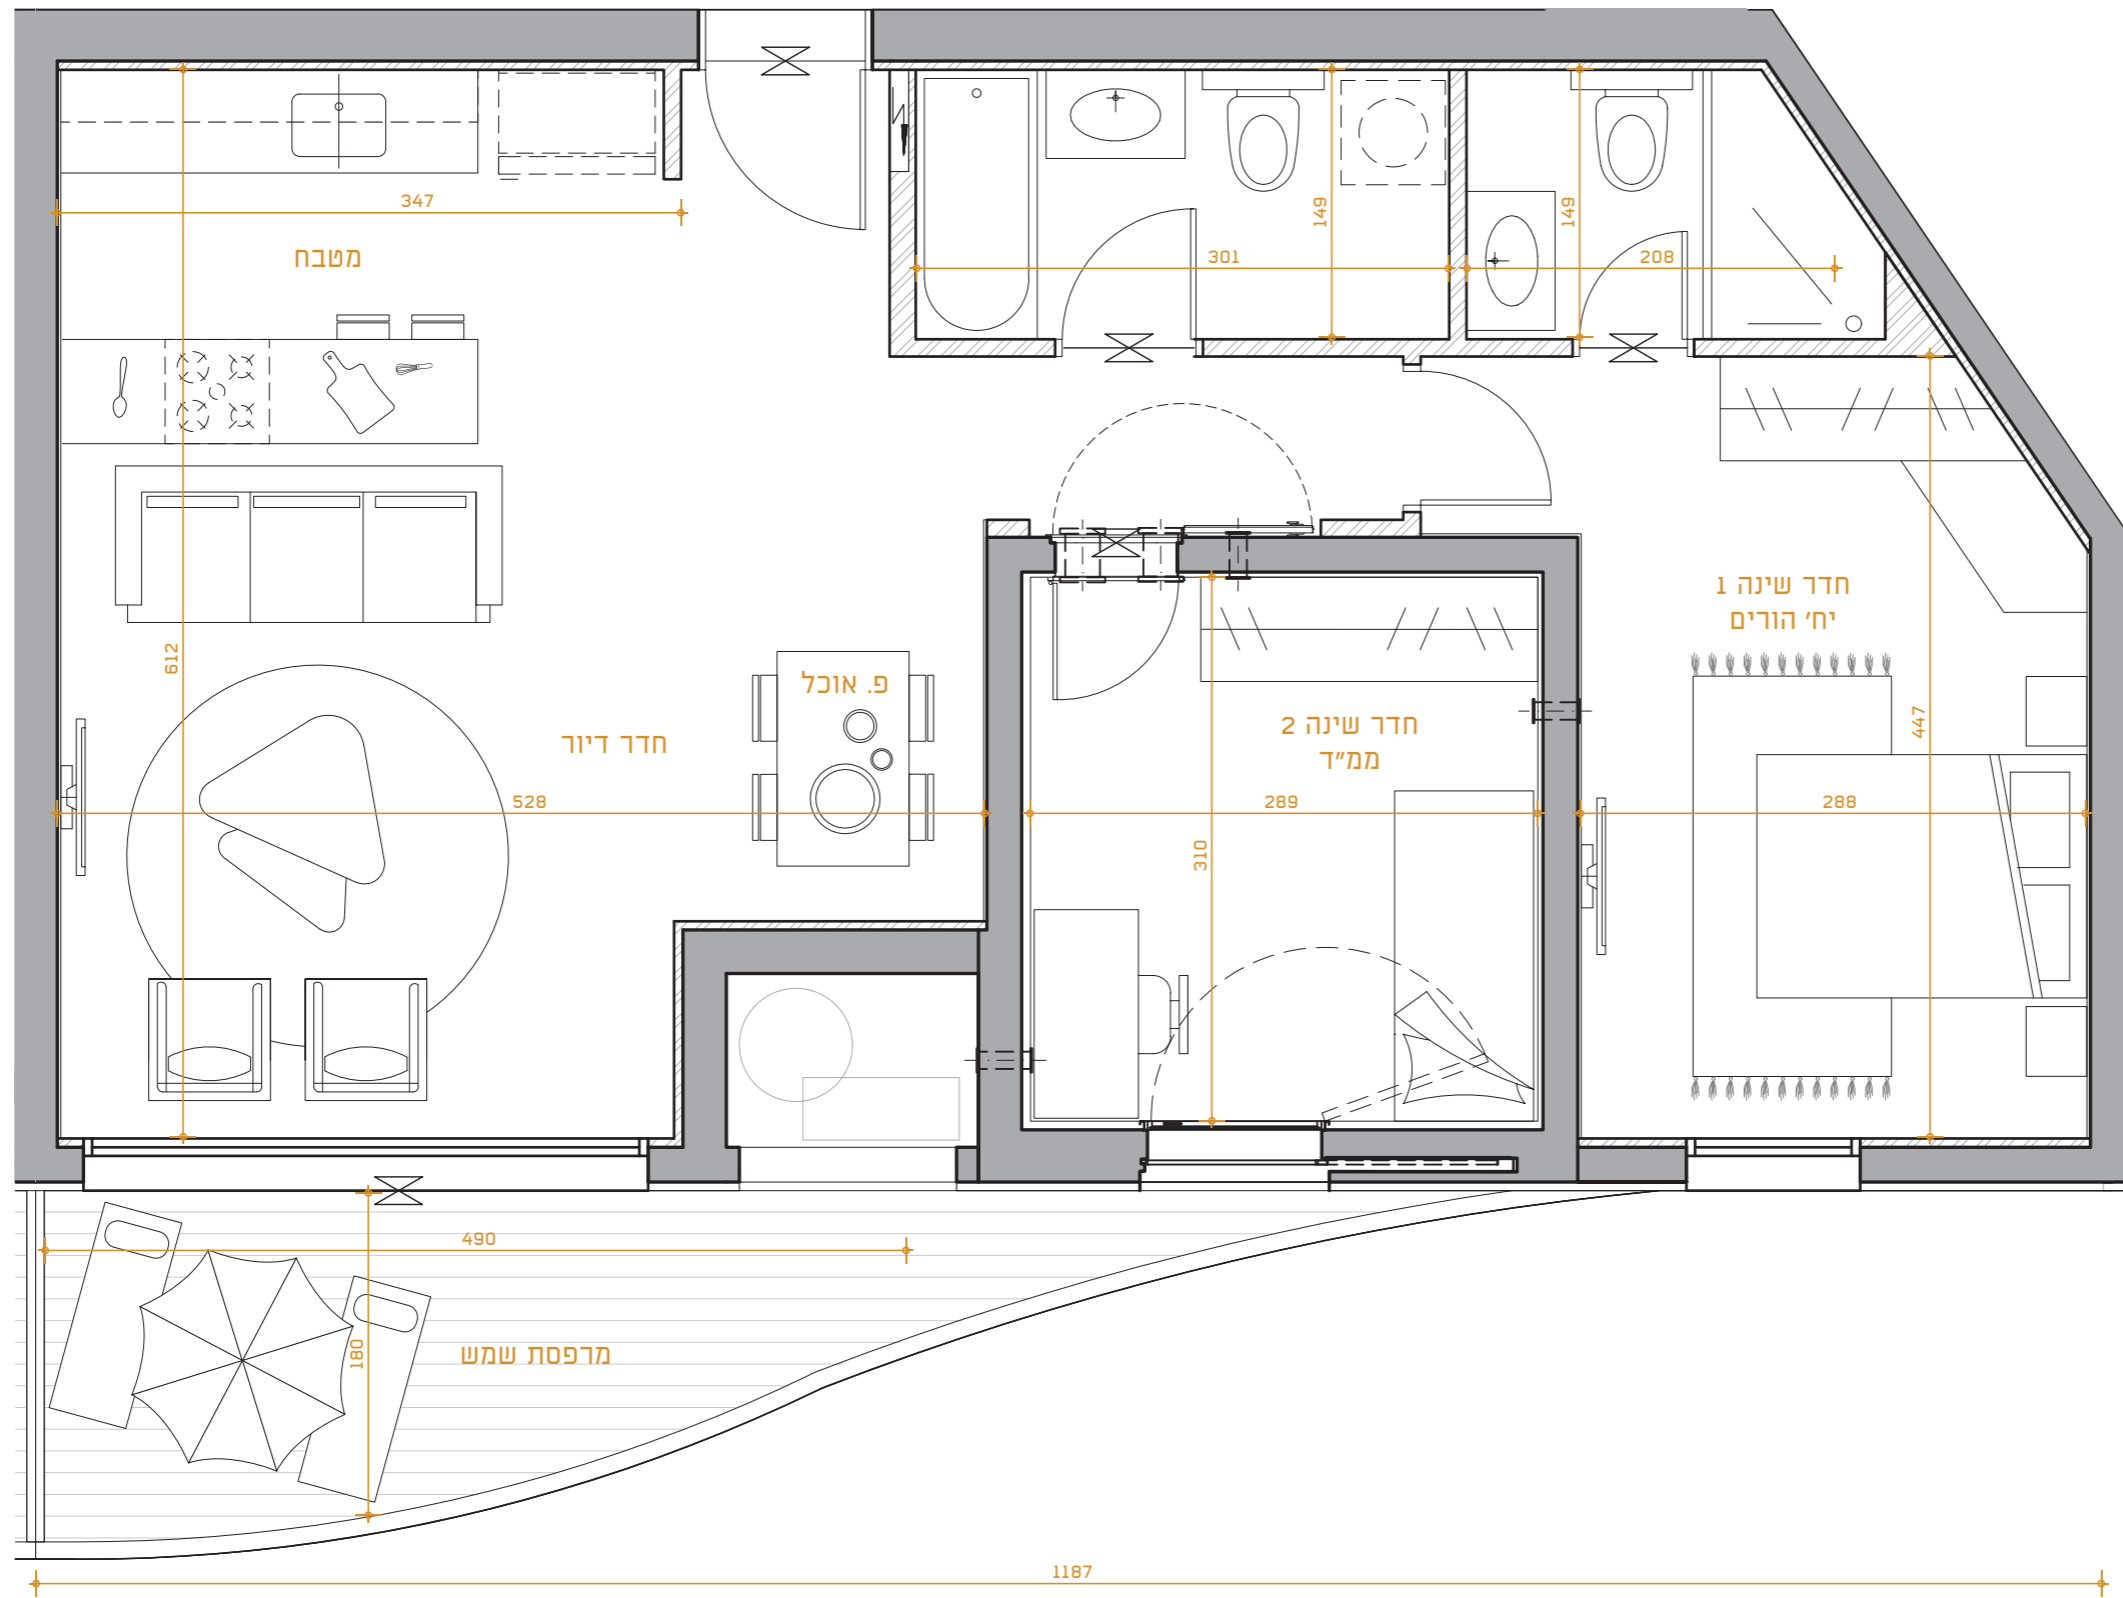 347
מטבח
149
301
149
208
612
חדר שינה 1
יח׳ הורים
פ. אוכל
חדר דיור
חדר שינה 2
ממ״ד
447
528
289
288
310
490
180
מרפסת שמש
1187